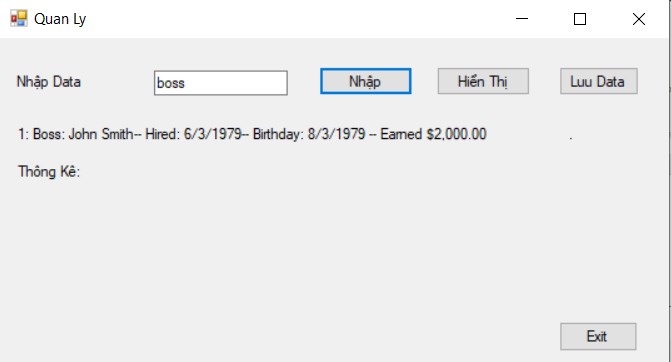 Quan Ly
Nhập Data boss Nhập Hiển Thị Luu Data
1: Boss: John Smith-- Hired: 6/3/1979-- Birthday: 8/3/1979 -- Earned $2,000.00 .
Thông Kê:
Exit